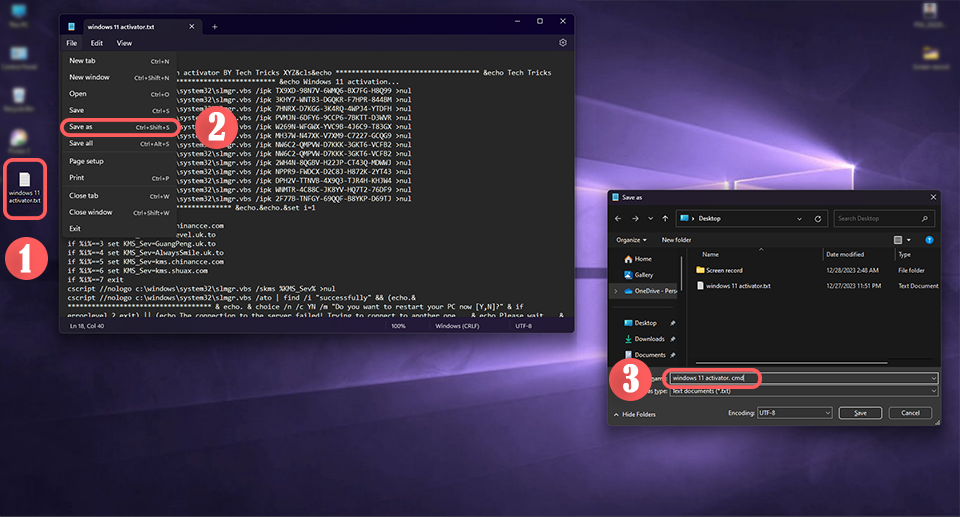 windows 11 activator.txt
File Edit View
New tab Ctrl+N
New window Ctrl+Shift+N
Open Ctrl+O
Save Ctrl+S
Save as Ctrl+Shift+S
Save all Ctrl+Alt+S
Page setup
Print Ctrl+P
Close tab Ctrl+W
Close window Ctrl+Shift+W
Exit
activator BY Tech Tricks XYZ&cls&echo ************************************ &echo Tech Tricks
&echo Windows 11 activation...
\system32\slmgr.vbs /ipk TX9XD-98N7V-6WMQ6-BX7FG-H8Q99 >nul
\system32\slmgr.vbs /ipk 3KHY7-WNT83-DGQKR-F7HPR-844BM >nul
\system32\slmgr.vbs /ipk 7HNRX-D7KGG-3K4RQ-4WPJ4-YTDFH >nul
\system32\slmgr.vbs /ipk PVMJN-6DFY6-9CCP6-7BKTT-D3WVR >nul
\system32\slmgr.vbs /ipk W269N-WFGWX-YVC9B-4J6C9-T83GX >nul
\system32\slmgr.vbs /ipk MH37W-N47XK-V7XM9-C7227-GCQG9 >nul
\system32\slmgr.vbs /ipk NW6C2-QMPVW-D7KKK-3GKT6-VCFB2 >nul
\system32\slmgr.vbs /ipk NW6C2-QMPVW-D7KKK-3GKT6-VCFB2 >nul
\system32\slmgr.vbs /ipk 2WH4N-8QGBV-H22JP-CT43Q-MDWWJ >nul
\system32\slmgr.vbs /ipk NPPR9-FWDCX-D2C8J-H872K-2YT43 >nul
\system32\slmgr.vbs /ipk DPH2V-TTNVB-4X9Q3-TJR4H-KHJW4 >nul
\system32\slmgr.vbs /ipk WNMTR-4C88C-JK8YV-HQ7T2-76DF9 >nul
\system32\slmgr.vbs /ipk 2F77B-TNFGY-69QQF-B8YKP-D69TJ >nul
&echo.&echo.&set i=1
if %i%==3 set KMS_Sev=GuangPeng.uk.to
if %i%==4 set KMS_Sev=AlwaysSmile.uk.to
if %i%==5 set KMS_Sev=kms.chinancce.com
if %i%==6 set KMS_Sev=kms.shuax.com
if %i%==7 exit
cscript //nologo c:\windows\system32\slmgr.vbs /skms %KMS_Sev% >nul
cscript //nologo c:\windows\system32\slmgr.vbs /ato | find /i "successfully" && (echo.&
& echo. & choice /n /c YN /m "Do you want to restart your PC now [Y,N]?" & if
errorlevel 2 exit) || (echo The connection to the server failed! Trying to connect to another one... & echo Please wait... &
Ln 18, Col 40 100% Windows (CRLF) UTF-8
2
windows 11
activator.txt
1
Save as
Desktop
Search Desktop
Organize New folder
Name Date modified Type
Home
Gallery
OneDrive - Pers
Desktop
Downloads
Documents
Screen record 12/28/2023 2:48 AM File folder
windows 11 activator.txt 12/27/2023 11:51 PM Text Document
3
windows 11 activator. cmd
as type: Text documents (*.txt)
Hide Folders Encoding: UTF-8 Save Cancel